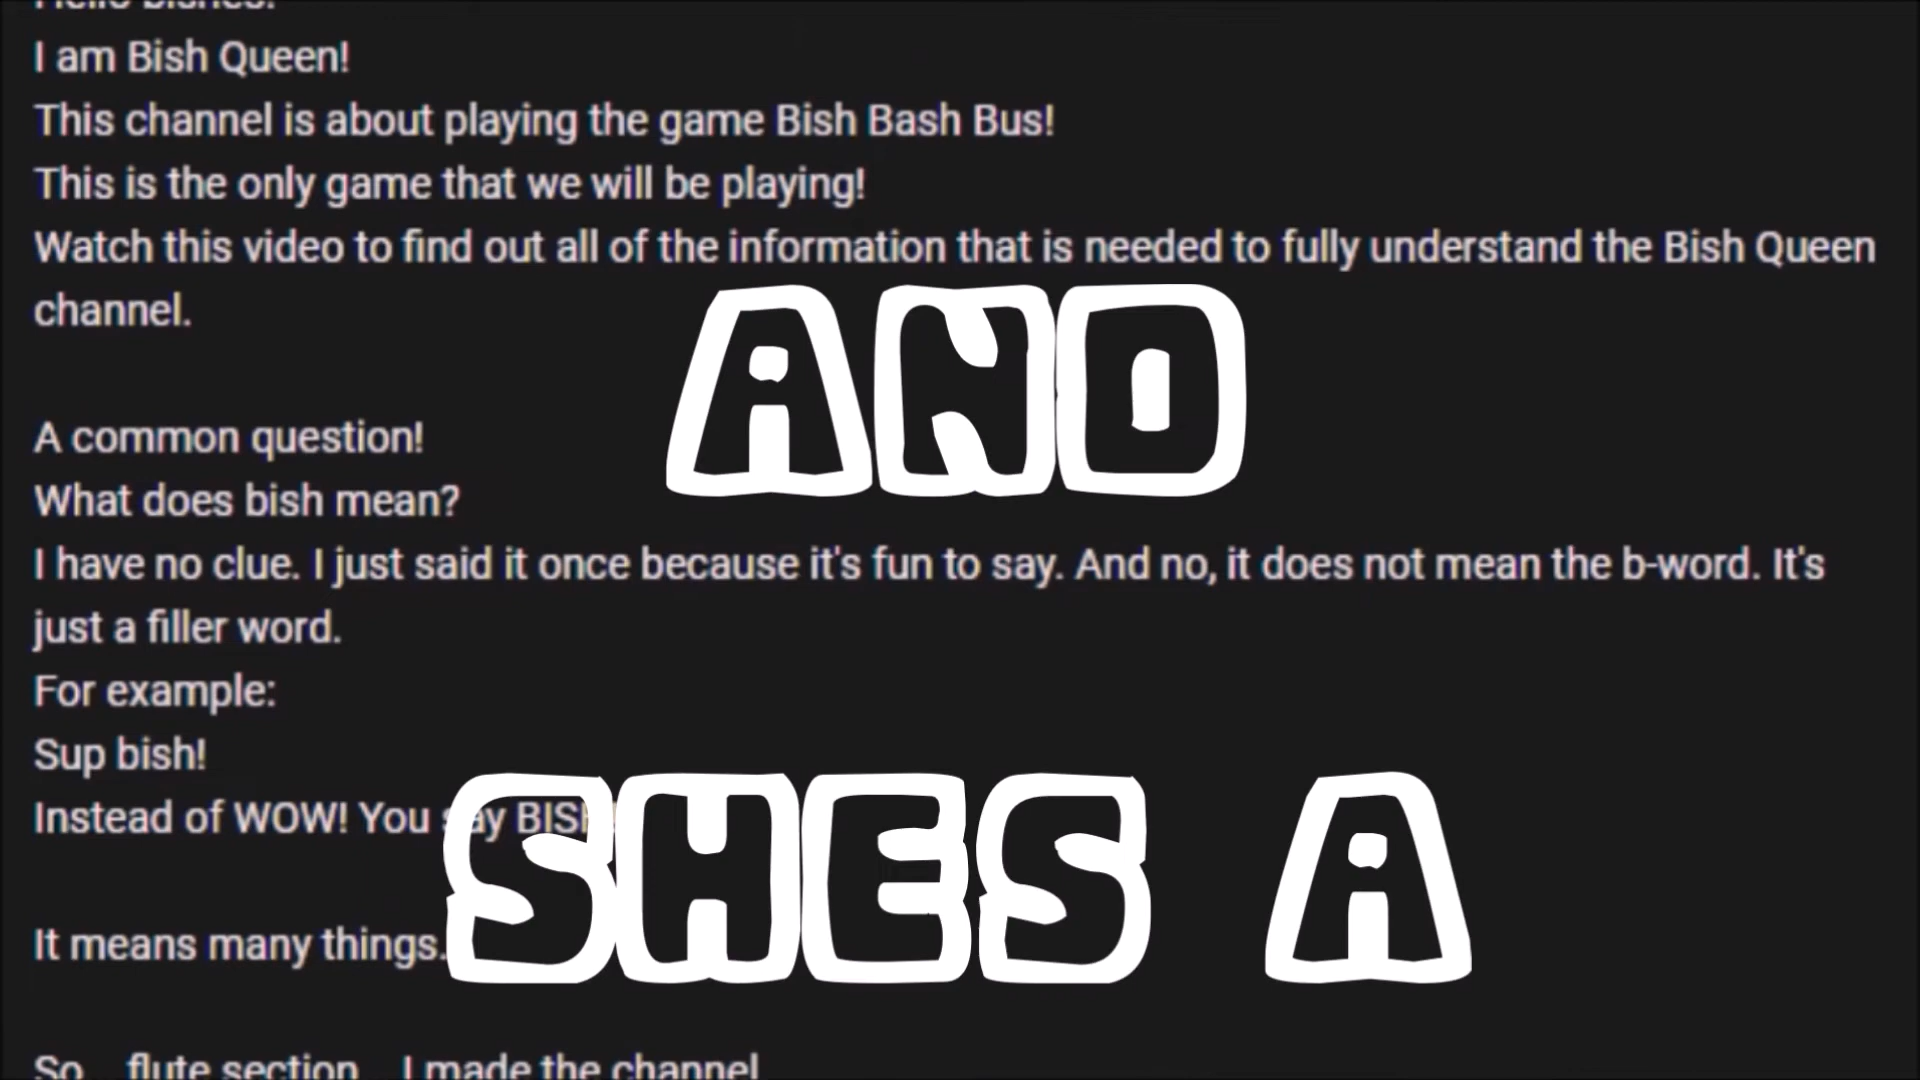 Hello bishes!
I am Bish Queen!
This channel is about playing the game Bish Bash Bus!
This is the only game that we will be playing!
Watch this video to find out all of the information that is needed to fully understand the Bish Queen
channel.
AND
A common question!
What does bish mean?
I have no clue. I just said it once because it's fun to say. And no, it does not mean the b-word. It's
just a filler word.
For example:
Sup bish!
Instead of WOW! You say BISH!
SHES A
It means many things.
So... flute section... I made the channel